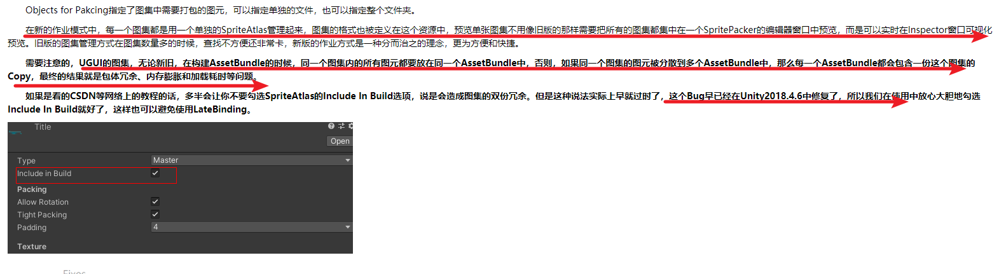 Objects for Pakcing指定了图集中需要打包的图元，可以指定单独的文件，也可以指定整个文件夹。
在新的作业模式中，每一个图集都是用一个单独的SpriteAtlas管理起来，图集的格式也被定义在这个资源中，预览单张图集不用像旧版的那样需要把所有的图集都集中在一个SpritePacker的编辑器窗口中预览，而是可以实时在Inspector窗口可视化
预览。旧版的图集管理方式在图集数量多的时候，查找不方便还非常卡，新版的作业方式是一种分而治之的理念，更为方便和快捷。
需要注意的，UGUI的图集，无论新旧，在构建AssetBundle的时候，同一个图集内的所有图元都要放在同一个AssetBundle中，否则，如果同一个图集的图元被分散到多个AssetBundle中，那么每一个AssetBundle都会包含一份这个图集的
Copy，最终的结果就是包体冗余、内存膨胀和加载耗时等问题。
如果是看的CSDN等网络上的教程的话，多半会让你不要勾选SpriteAtlas的Include In Build选项，说是会造成图集的双份冗余。但是这种说法实际上早就过时了，这个Bug早已经在Unity2018.4.6中修复了，所以我们在使用中放心大胆地勾选
Include In Build就好了，这样也可以避免使用LateBinding。
Title
Open
Type Master
Include in Build
Packing
Allow Rotation
Tight Packing
Padding 4
Texture